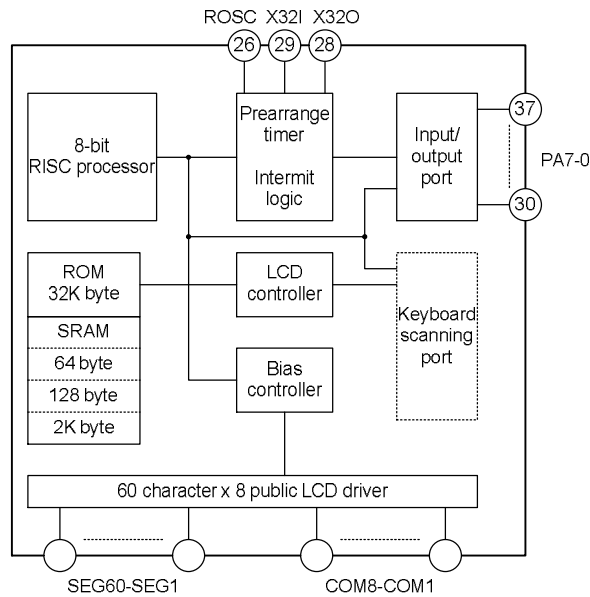 ROSC X32I X32O
26 29 28
8-bit
RISC processor
Prearrange
timer
Intermit
logic
Input/
output
port
37
PA7-0
30
ROM
32K byte
SRAM
64 byte
128 byte
2K byte
LCD
controller
Keyboard
scanning
port
Bias
controller
60 character x 8 public LCD driver
SEG60-SEG1
COM8-COM1